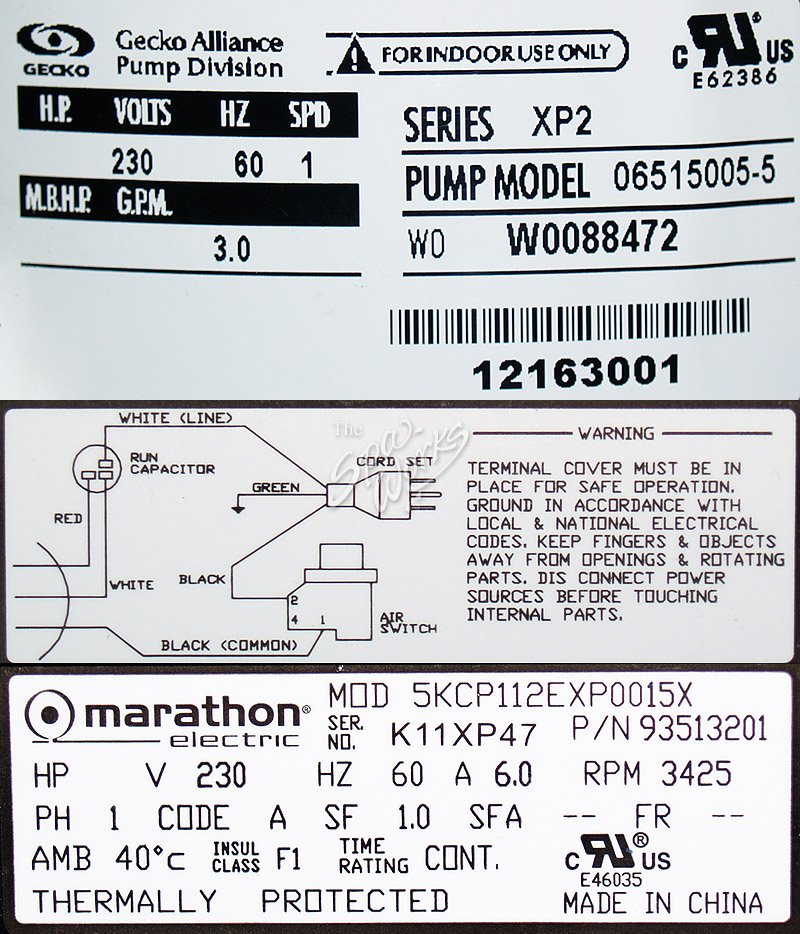 GECKO
Gecko Alliance
Pump Division
FOR INDOOR USE ONLY
C UR US
E62386
H.P. VOLTS HZ SPD
230 60 1
M.B.H.P. G.P.M.
3.0
SERIES XP2
PUMP MODEL 06515005-5
WO W0088472
12163001
WHITE (LINE)
RUN
CAPACITOR
CORD SET
GREEN
RED
WHITE
BLACK
2
4 1
AIR
SWITCH
BLACK (COMMON)
The
Spa
Works
WARNING
TERMINAL COVER MUST BE IN
PLACE FOR SAFE OPERATION.
GROUND IN ACCORDANCE WITH
LOCAL & NATIONAL ELECTRICAL
CODES. KEEP FINGERS & OBJECTS
AWAY FROM OPENINGS & ROTATING
PARTS. DIS CONNECT POWER
SOURCES BEFORE TOUCHING
INTERNAL PARTS.
marathon®
electric
MOD 5KCP112EXP0015X
SER. NO. K11XP47 P/N 93513201
HP V 230 HZ 60 A 6.0 RPM 3425
PH 1 CODE A SF 1.0 SFA -- FR --
AMB 40°C INSUL CLASS F1 TIME RATING CONT.
C UR ® US
E46035
THERMALLY PROTECTED MADE IN CHINA